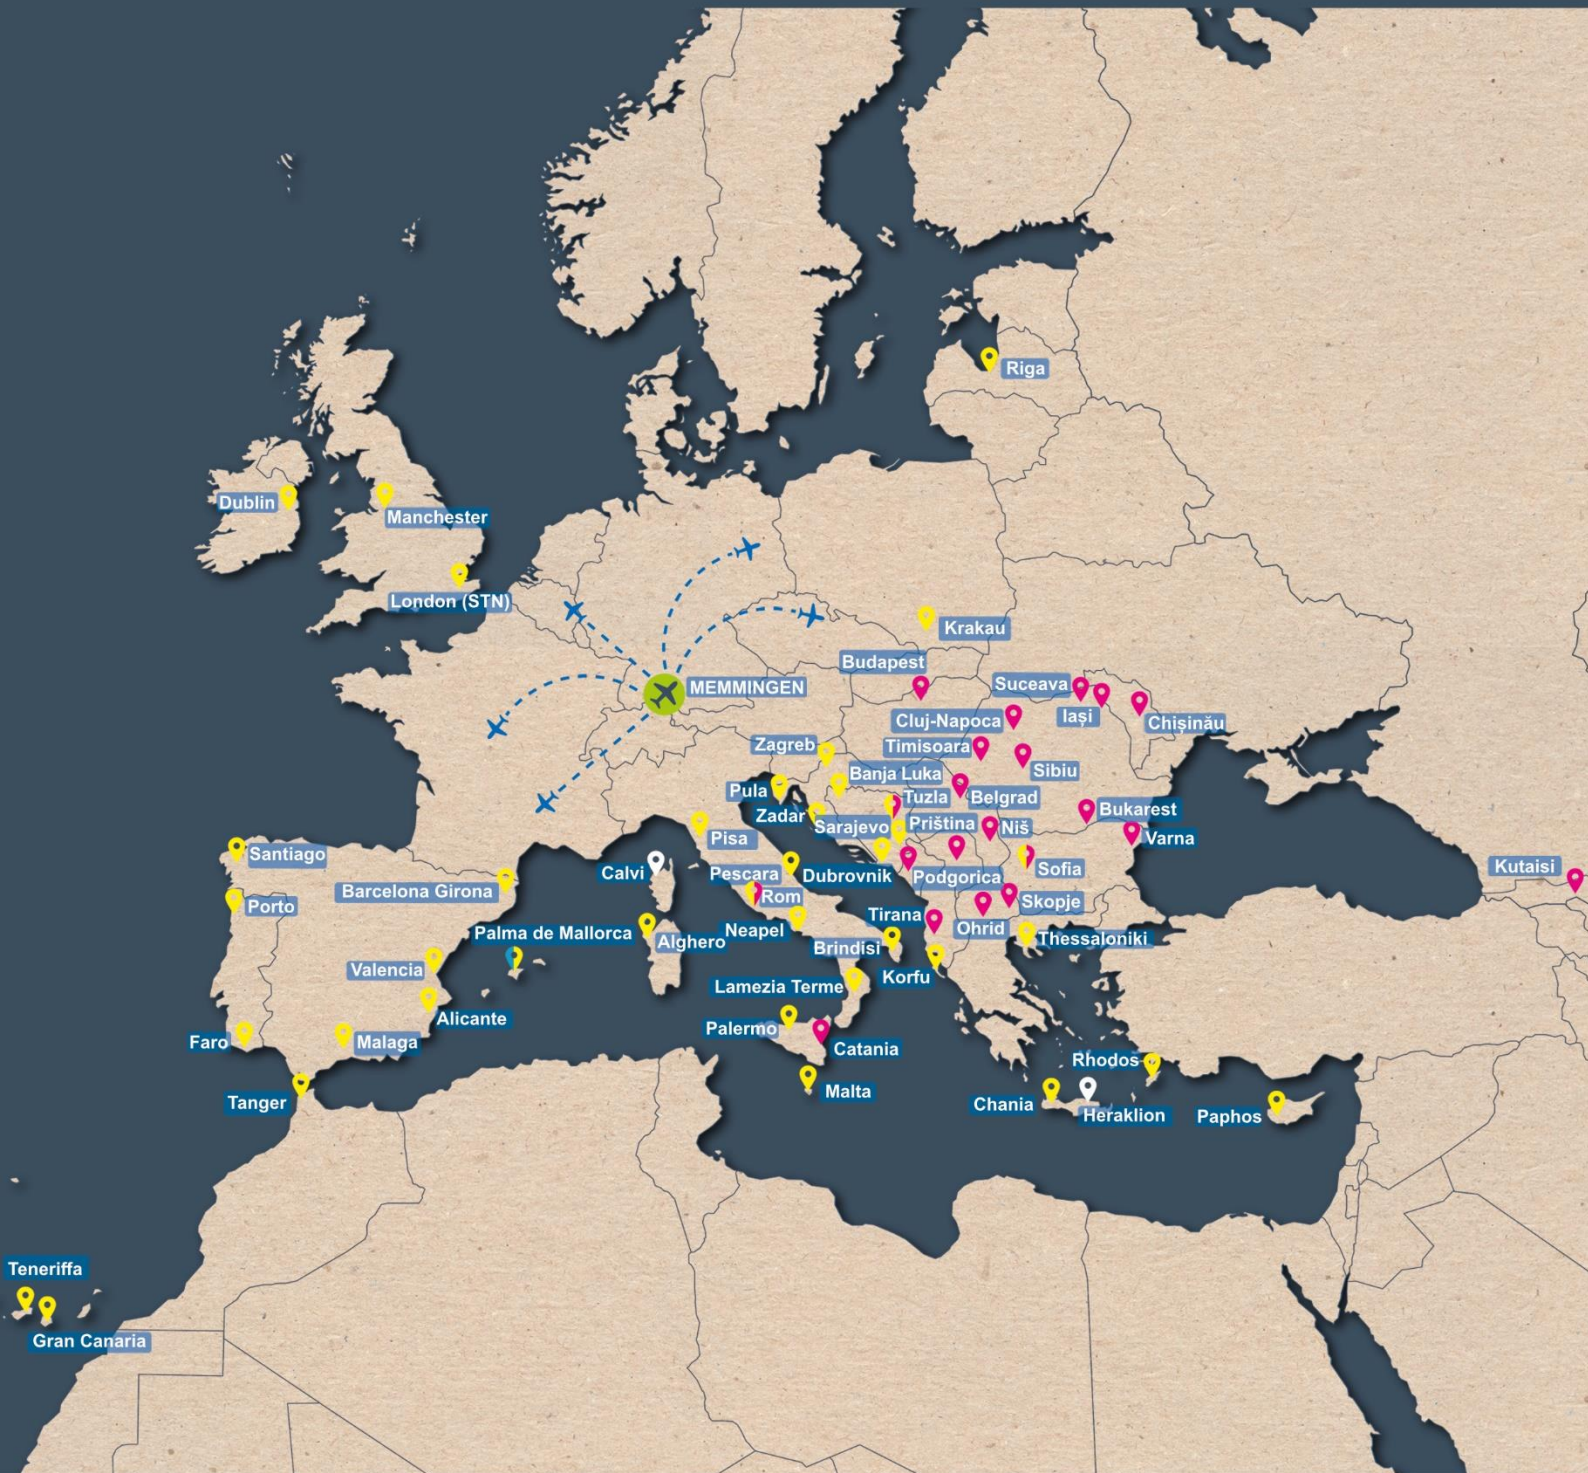 Riga
Dublin
Manchester
London (STN)
Krakau
Budapest
MEMMINGEN
Suceava
Iași
Chișinău
Cluj-Napoca
Zagreb
Timisoara
Sibiu
Banja Luka
Pula
Tuzla
Belgrad
Zadar
Bukarest
Sarajevo
Priština
Niš
Varna
Pisa
Santiago
Calvi
Pescara
Dubrovnik
Podgorica
Sofia
Kutaisi
Barcelona Girona
Rom
Skopje
Porto
Tirana
Ohrid
Palma de Mallorca
Neapel
Alghero
Brindisi
Thessaloniki
Valencia
Korfu
Lamezia Terme
Alicante
Palermo
Faro
Malaga
Catania
Rhodos
Malta
Tanger
Chania
Heraklion
Paphos
Teneriffa
Gran Canaria